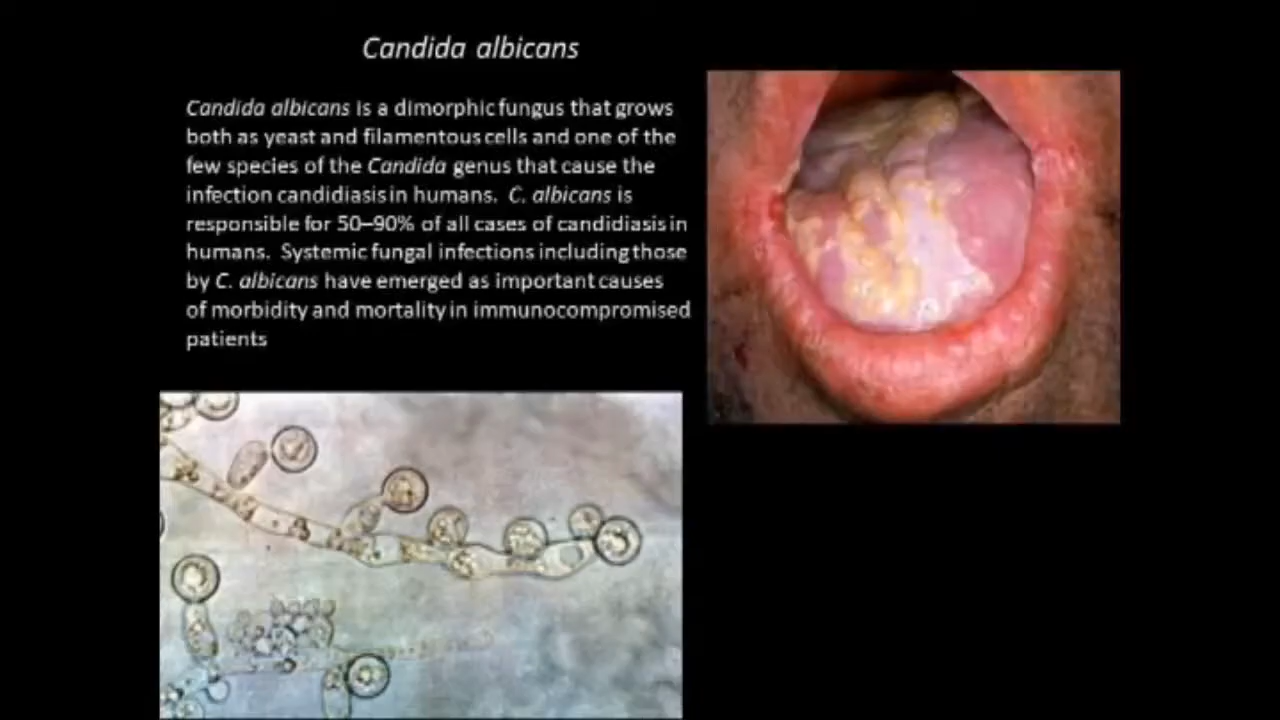 Candida albicans
Candida albicans is a dimorphic fungus that grows
both as yeast and filamentous cells and one of the
few species of the Candida genus that cause the
infection candidiasis in humans. C. albicans is
responsible for 50–90% of all cases of candidiasis in
humans. Systemic fungal infections including those
by C. albicans have emerged as important causes
of morbidity and mortality in immunocompromised
patients